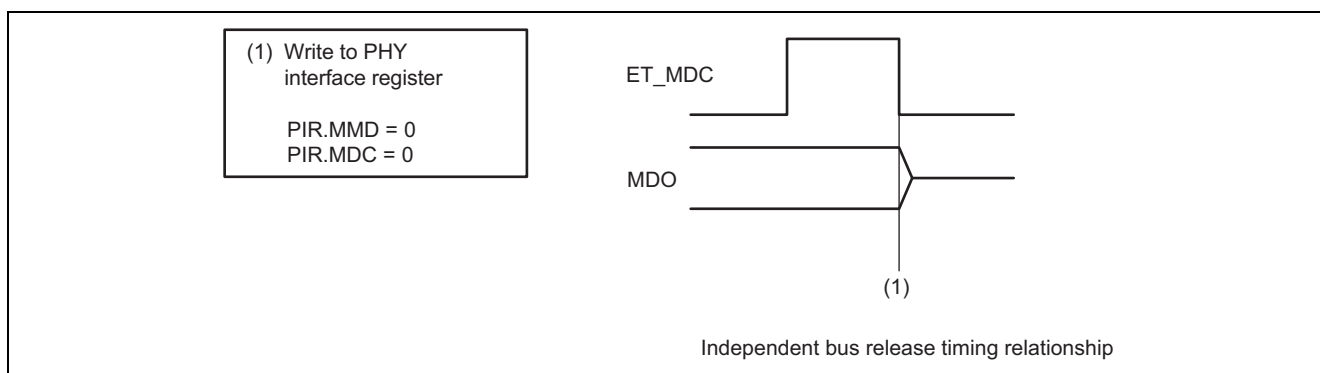 (1) Write to PHY
interface register
PIR.MMD = 0
PIR.MDC = 0
ET_MDC
MDO
(1)
Independent bus release timing relationship